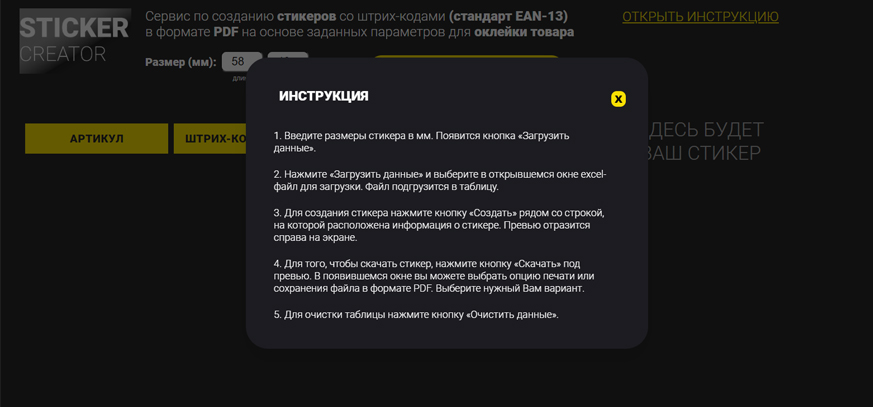 STICKER
CREATOR
Сервис по созданию стикеров со штрих-кодами (стандарт EAN-13)
в формате PDF на основе заданных параметров для оклейки товара
ОТКРЫТЬ ИНСТРУКЦИЮ
Размер (мм): 58
АРТИКУЛ
ШТРИХ-КО
ДЕСЬ БУДЕТ
ВАШ СТИКЕР
ИНСТРУКЦИЯ
X
1. Введите размеры стикера в мм. Появится кнопка «Загрузить
данные».
2. Нажмите «Загрузить данные» и выберите в открывшемся окне excel-
файл для загрузки. Файл подгрузится в таблицу.
3. Для создания стикера нажмите кнопку «Создать» рядом со строкой,
на которой расположена информация о стикере. Превью отразится
справа на экране.
4. Для того, чтобы скачать стикер, нажмите кнопку «Скачать» под
превью. В появившемся окне вы можете выбрать опцию печати или
сохранения файла в формате PDF. Выберите нужный Вам вариант.
5. Для очистки таблицы нажмите кнопку «Очистить данные».